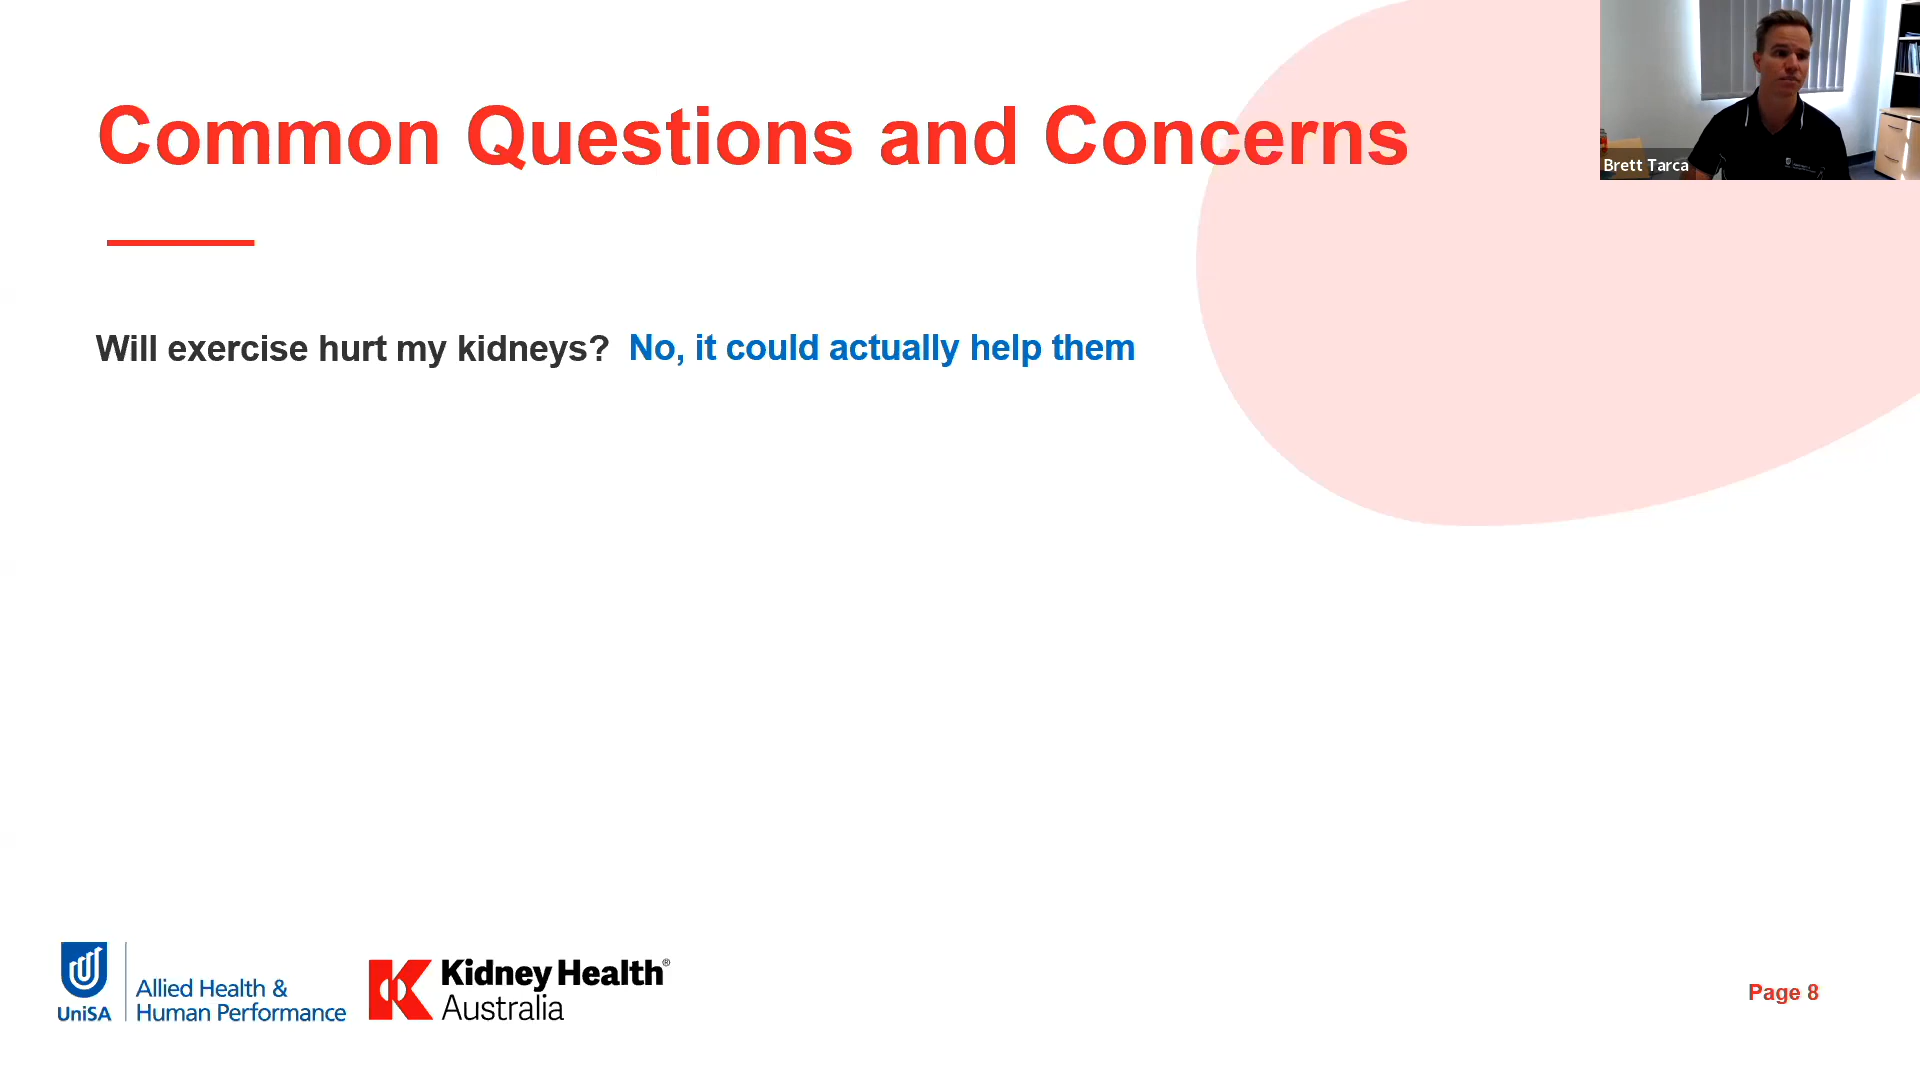 Common Questions and Concerns
Brett Tarca
Will exercise hurt my kidneys? No, it could actually help them
UniSA
Allied Health &
Human Performance
Kidney Health®
Australia
Page 8